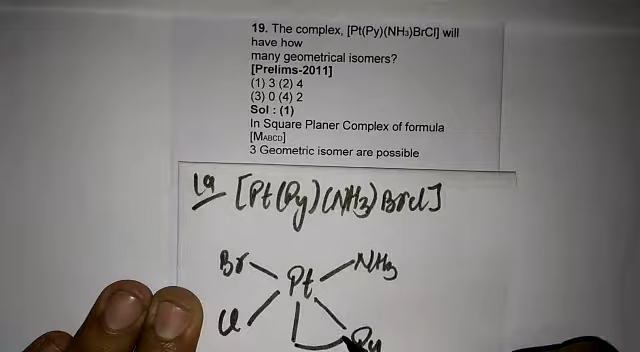 19. The complex, [Pt(Py)(NH₃)BrCl] will
have how
many geometrical isomers?
[Prelims-2011]
(1) 3 (2) 4
(3) 0 (4) 2
Sol : (1)
In Square Planer Complex of formula
[MABCD]
3 Geometric isomer are possible
19 [Pt(Py)(NH3)BrCl]
Br NH3
Pt
Cl Py